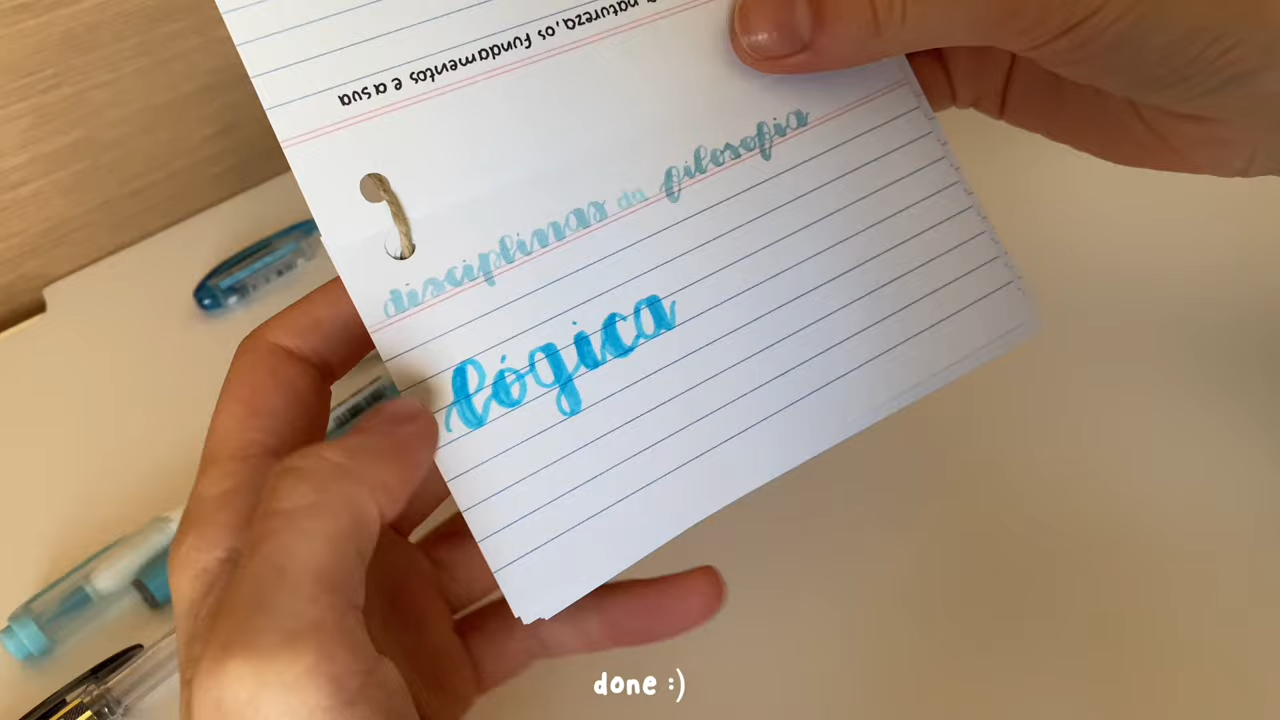 natureza, os fundamentos e a sua
disciplinas da filosofia
lógica
done :)